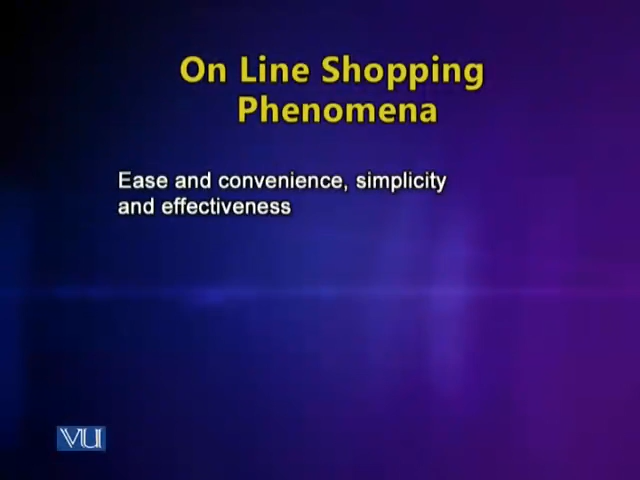 On Line Shopping
Phenomena
Ease and convenience, simplicity
and effectiveness
VU